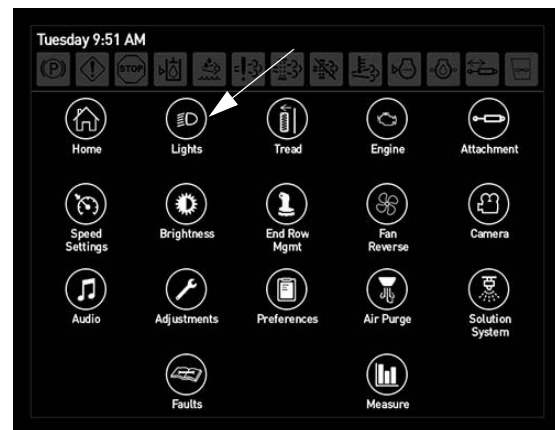 Tuesday 9:51 AM
STOP
Home Lights Tread Engine Attachment
Speed Settings Brightness End Row Mgmt Fan Reverse Camera
Audio Adjustments Preferences Air Purge Solution System
Faults Measure